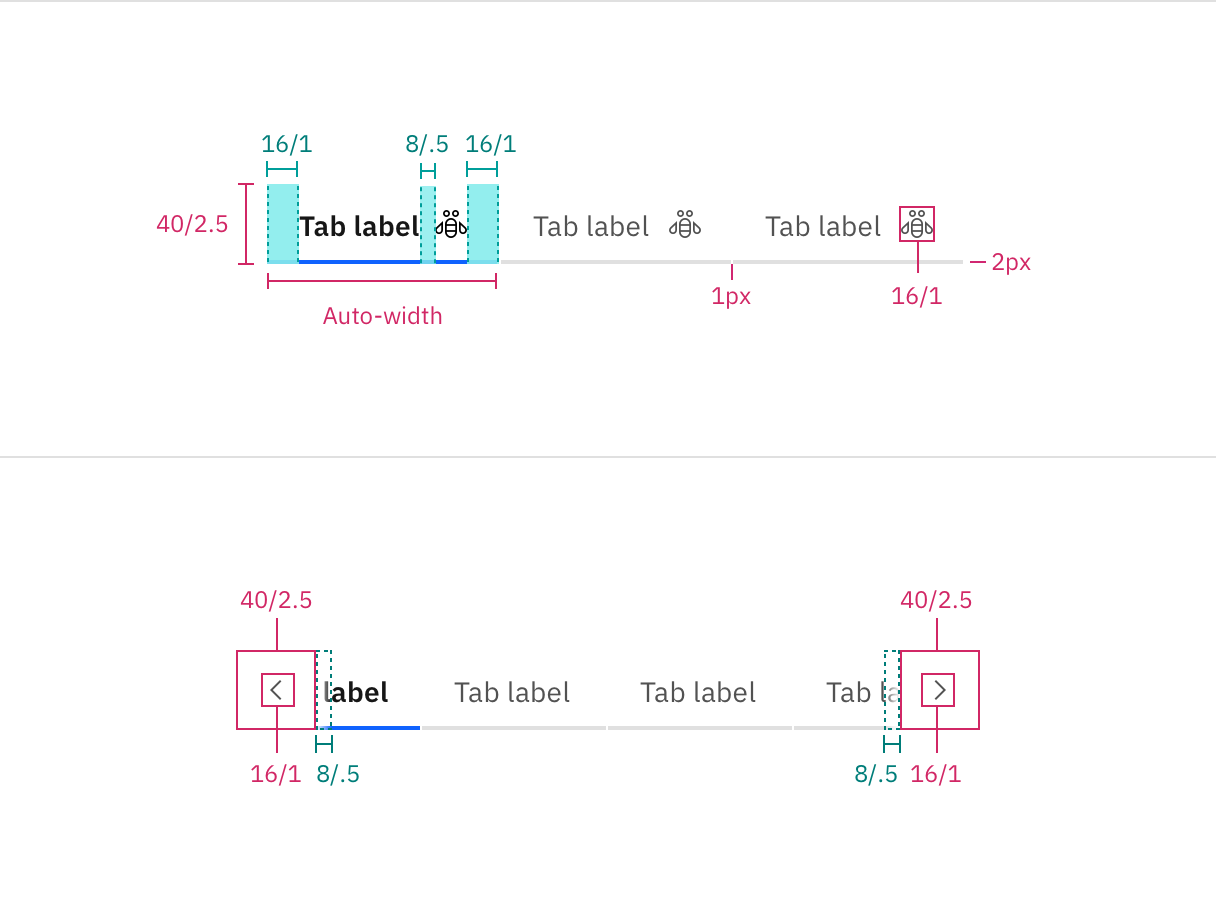 16/1 8/.5 16/1
40/2.5 Tab label Tab label Tab label
2px
1px 16/1
Auto-width
40/2.5 40/2.5
label Tab label Tab label Tab la
16/1 8/.5 8/.5 16/1